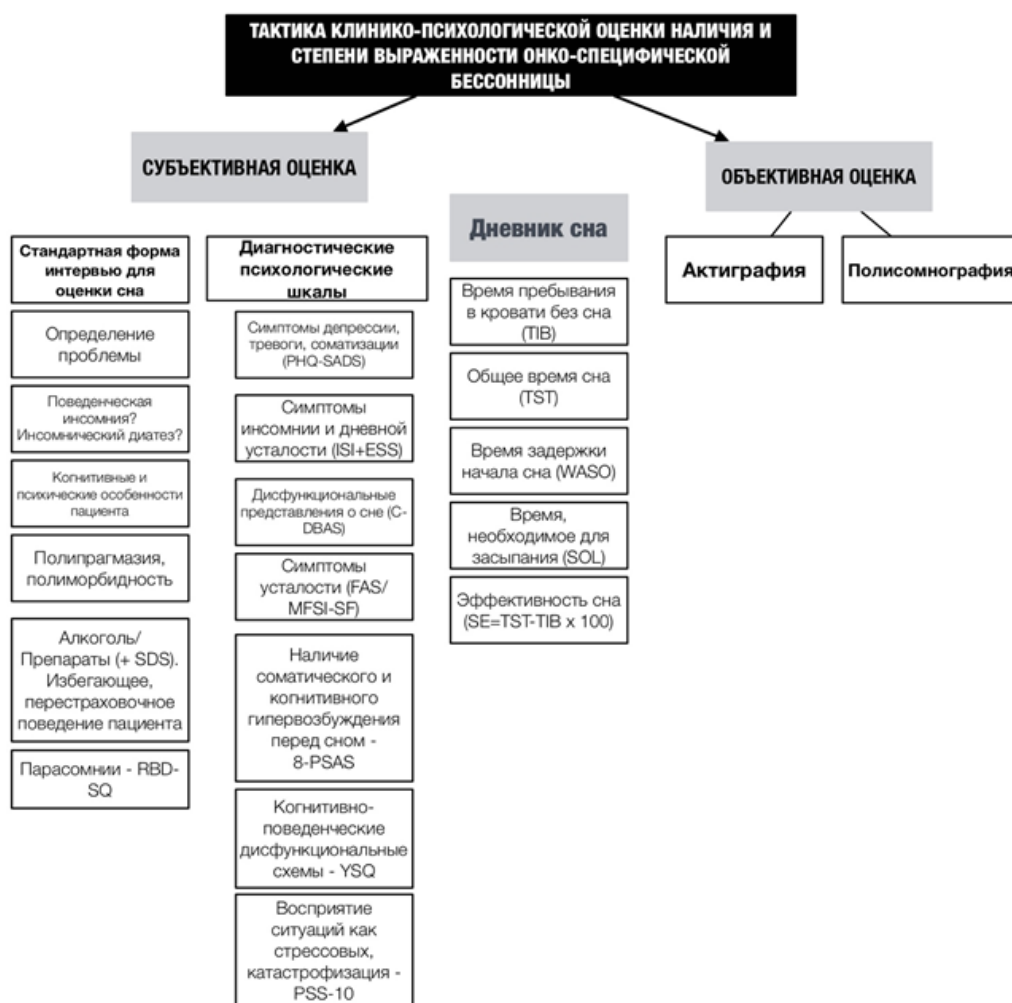 ТАКТИКА КЛИНИКО-ПСИХОЛОГИЧЕСКОЙ ОЦЕНКИ НАЛИЧИЯ И
СТЕПЕНИ ВЫРАЖЕННОСТИ ОНКО-СПЕЦИФИЧЕСКОЙ
БЕССОННИЦЫ
СУБЪЕКТИВНАЯ ОЦЕНКА
Стандартная форма
интервью для
оценки сна
Определение
проблемы
Поведенческая
инсомния?
Инсомнический диатез?
Когнитивные и
психические особенности
пациента
Полипрагмазия,
полиморбидность
Алкоголь/
Препараты (+ SDS).
Избегающее,
перестраховочное
поведение пациента
Парасомнии - RBD-
SQ
Диагностические
психологические
шкалы
Симптомы депрессии,
тревоги, соматизации
(PHQ-SADS)
Симптомы
инсомнии и дневной
усталости (ISI+ESS)
Дисфункциональные
представления о сне (C-
DBAS)
Симптомы
усталости (FAS/
MFSI-SF)
Наличие
соматического и
когнитивного
гипервозбуждения
перед сном -
8-PSAS
Когнитивно-
поведенческие
дисфункциональные
схемы - YSQ
Восприятие
ситуаций как
стрессовых,
катастрофизация -
PSS-10
Дневник сна
Время пребывания
в кровати без сна
(TIB)
Общее время сна
(TST)
Время задержки
начала сна (WASO)
Время,
необходимое для
засыпания (SOL)
Эффективность сна
(SE=TST-TIB x 100)
ОБЪЕКТИВНАЯ ОЦЕНКА
Актиграфия
Полисомнография